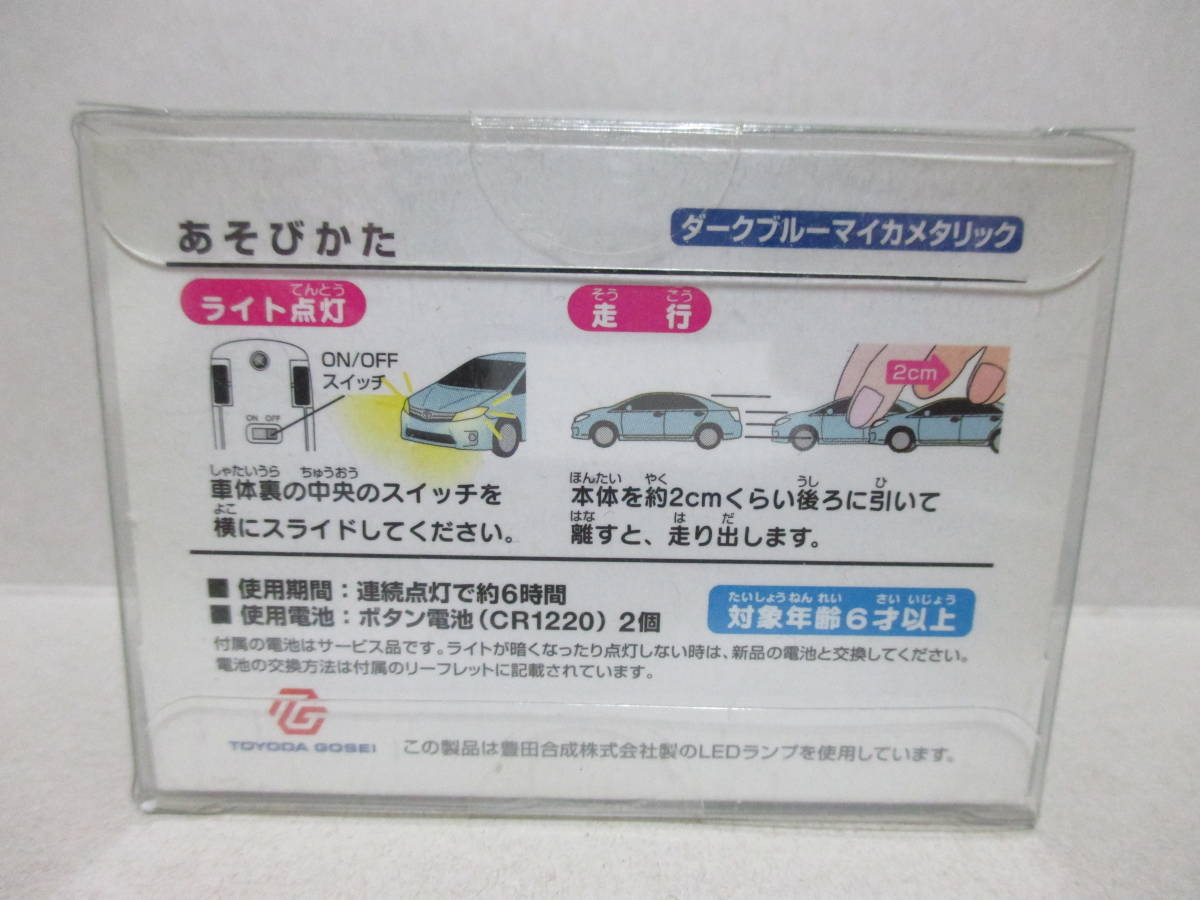 あそびかた
ダークブルーマイカメタリック
てんとう
ライト点灯
ON/OFF
スイッチ
ON OFF
しゃたいうら ちゅうおう
車体裏の中央のスイッチを
よこ
横にスライドしてください。
そう こう
走 行
2cm
ほんたい やく うし ひ
本体を約2cmくらい後ろに引いて
はな は だ
離すと、走り出します。
■ 使用期間：連続点灯で約6時間
■ 使用電池：ボタン電池（CR1220）2個
たいしょうねんれい さいいじょう
対象年齢6才以上
付属の電池はサービス品です。ライトが暗くなったり点灯しない時は、新品の電池と交換してください。
電池の交換方法は付属のリーフレットに記載されています。
TG
TOYODA GOSEI
この製品は豊田合成株式会社製のLEDランプを使用しています。